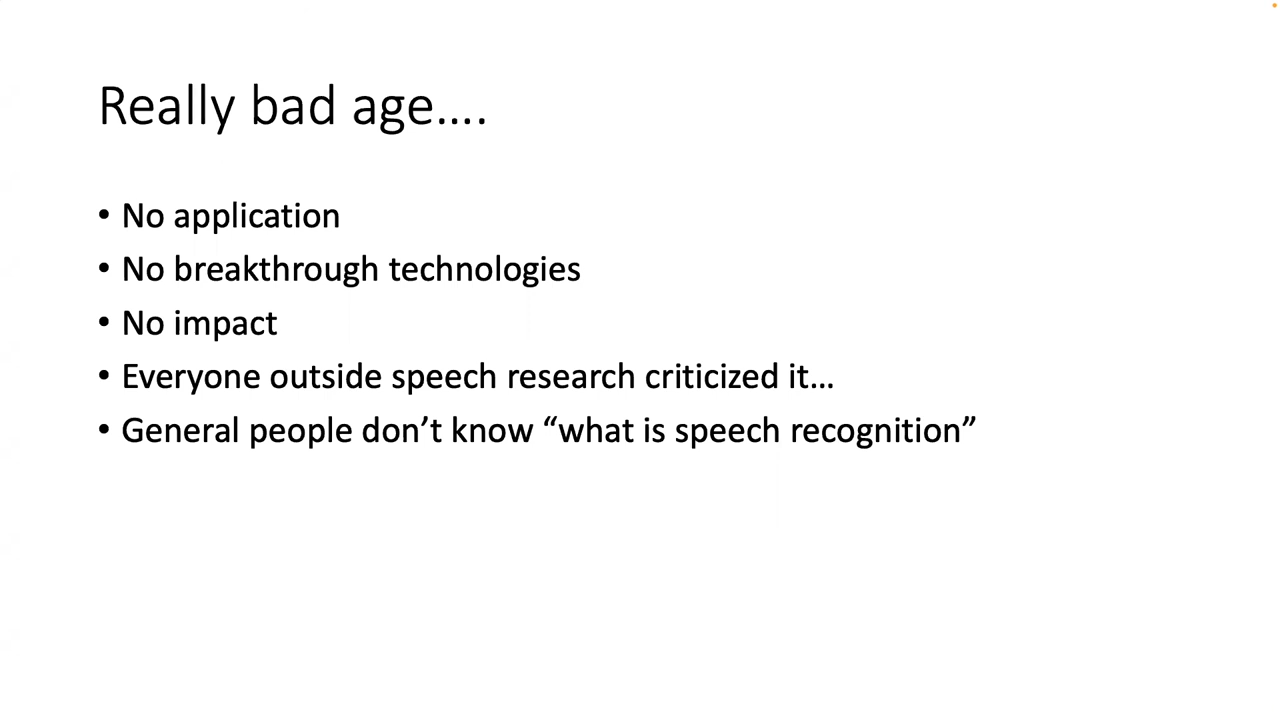 Really bad age....
• No application
• No breakthrough technologies
• No impact
• Everyone outside speech research criticized it…
• General people don’t know “what is speech recognition”